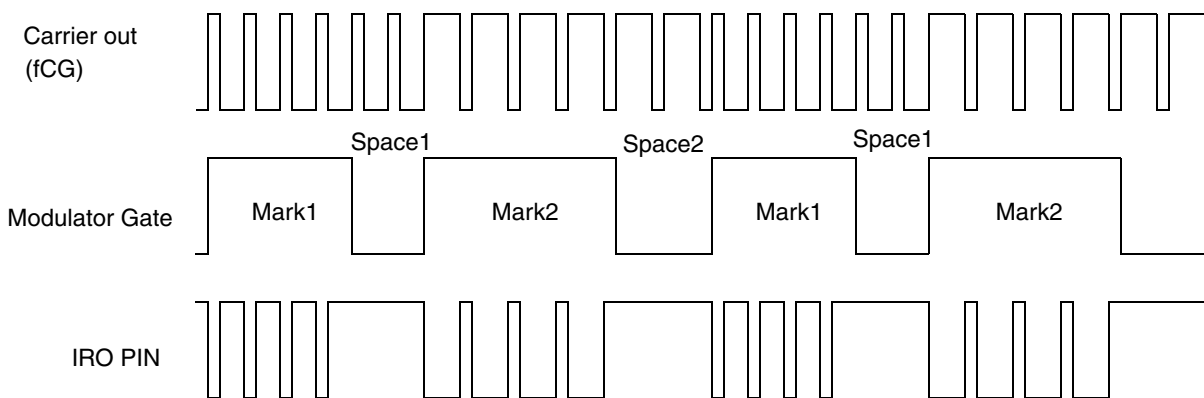 Carrier out
(fCG)
Space1
Space2
Space1
Modulator Gate
Mark1
Mark2
Mark1
Mark2
IRO PIN